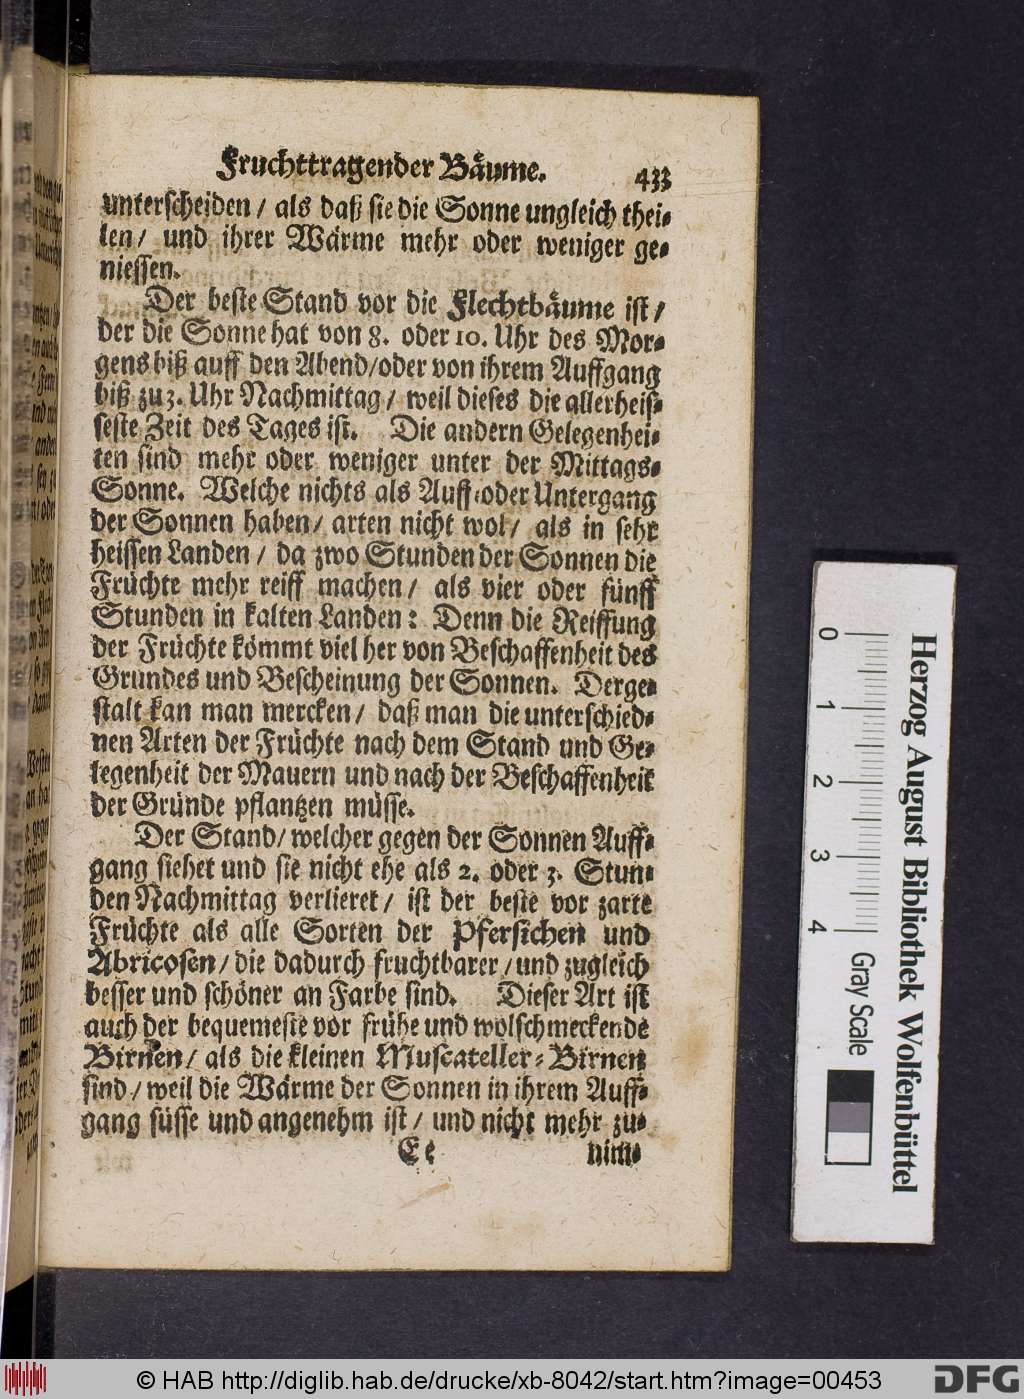 Fruchttragender Bäume. 433
unterscheiden / als daß sie die Sonne ungleich thei-
len / und ihrer Wärme mehr oder weniger ge-
niessen.
Der beste Stand vor die Flechtbäume ist /
der die Sonne hat von 8. oder 10. Uhr des Mor-
gens biß auff den Abend / oder von ihrem Auffgang
biß zu 3. Uhr Nachmittag / weil dieses die allerheis-
seste Zeit des Tages ist. Die andern Gelegenhei-
ten sind mehr oder weniger unter der Mittags-
Sonne. Welche nichts als Auff- oder Untergang
der Sonnen haben / arten nicht wol / als in sehr
heissen Landen / da zwo Stunden der Sonnen die
Früchte mehr reiff machen / als vier oder fünff
Stunden in kalten Landen: Denn die Reiffung
der Früchte kömmt viel her von Beschaffenheit des
Grundes und Bescheinung der Sonnen. Derge-
stalt kan man mercken / daß man die unterschied-
nen Arten der Früchte nach dem Stand und Ge-
legenheit der Mauern und nach der Beschaffenheit
der Gründe pflantzen müsse.
Der Stand / welcher gegen der Sonnen Auff-
gang siehet und sie nicht ehe als 2. oder 3. Stun-
den Nachmittag verlieret / ist der beste vor zarte
Früchte als alle Sorten der Pfersichen und
Abricosen / die dadurch fruchtbarer / und zugleich
besser und schöner an Farbe sind. Dieser Art ist
auch der bequemeste vor frühe und wolschmeckende
Birnen / als die kleinen Muscateller-Birnen
sind / weil die Wärme der Sonnen in ihrem Auff-
gang süsse und angenehm ist / und nicht mehr zu-
Ee nim-
0 1 2 3 4 Gray Scale
Herzog August Bibliothek Wolfenbüttel
© HAB http://diglib.hab.de/drucke/xb-8042/start.htm?image=00453 DFG